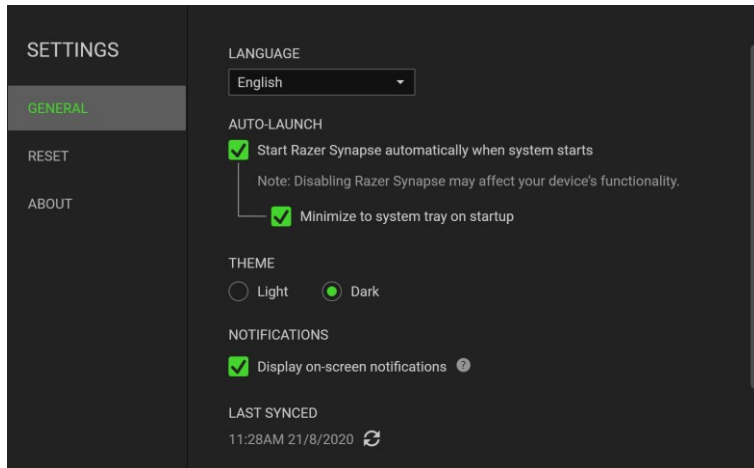 SETTINGS
GENERAL
RESET
ABOUT
LANGUAGE
English
AUTO-LAUNCH
Start Razer Synapse automatically when system starts
Note: Disabling Razer Synapse may affect your device's functionality.
Minimize to system tray on startup
THEME
Light Dark
NOTIFICATIONS
Display on-screen notifications ?
LAST SYNCED
11:28AM 21/8/2020